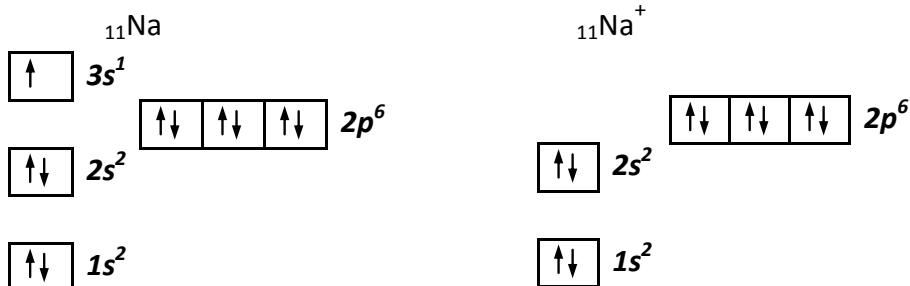 ₁₁Na
₁₁Na⁺
3s¹
2p⁶
2p⁶
2s²
2s²
1s²
1s²